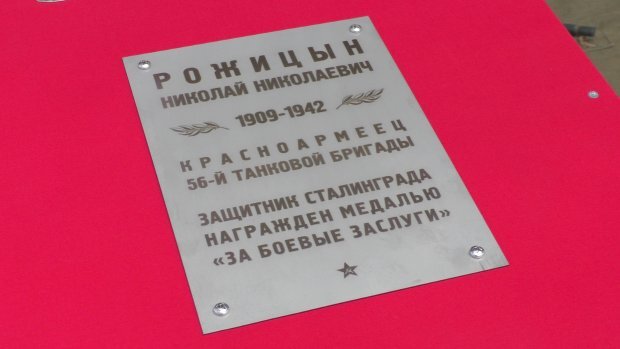 РОЖИЦЫН
НИКОЛАЙ НИКОЛАЕВИЧ
1909-1942
КРАСНОАРМЕЕЦ
56-Й ТАНКОВОЙ БРИГАДЫ
ЗАЩИТНИК СТАЛИНГРАДА
НАГРАЖДЕН МЕДАЛЬЮ
«ЗА БОЕВЫЕ ЗАСЛУГИ»